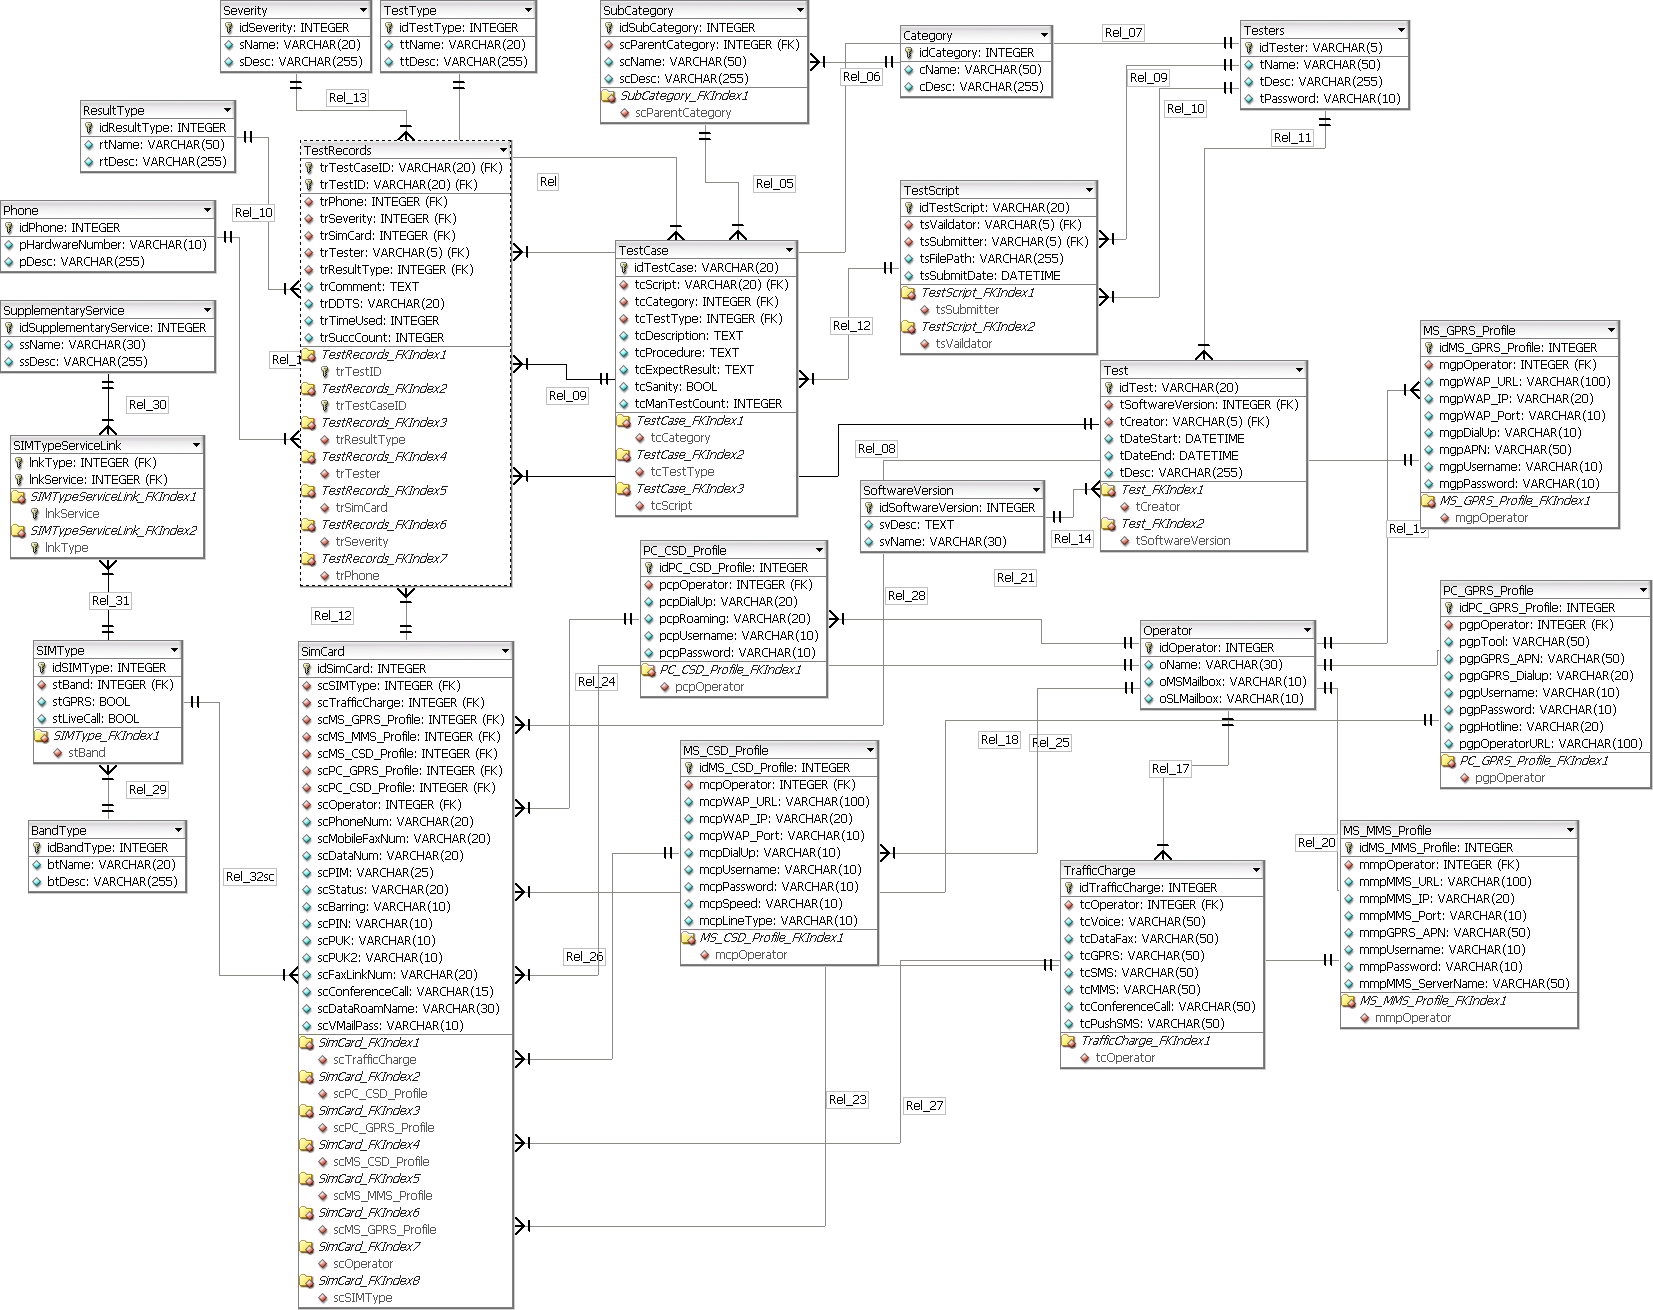 Severity
idSeverity: INTEGER
sName: VARCHAR(20)
sDesc: VARCHAR(255)
TestType
idTestType: INTEGER
ttName: VARCHAR(20)
ttDesc: VARCHAR(255)
SubCategory
idSubCategory: INTEGER
scParentCategory: INTEGER (FK)
scName: VARCHAR(50)
scDesc: VARCHAR(255)
SubCategory_FKIndex1
scParentCategory
Category
idCategory: INTEGER
cName: VARCHAR(50)
cDesc: VARCHAR(255)
Testers
idTester: VARCHAR(5)
tName: VARCHAR(50)
tDesc: VARCHAR(255)
tPassword: VARCHAR(10)
Rel_07
Rel_06
Rel_09
Rel_10
Rel_11
Rel_13
ResultType
idResultType: INTEGER
rtName: VARCHAR(50)
rtDesc: VARCHAR(255)
Rel_10
Phone
idPhone: INTEGER
pHardwareNumber: VARCHAR(10)
pDesc: VARCHAR(255)
SupplementaryService
idSupplementaryService: INTEGER
ssName: VARCHAR(30)
ssDesc: VARCHAR(255)
Rel_30
SIMTypeServiceLink
lnkType: INTEGER (FK)
lnkService: INTEGER (FK)
SIMTypeServiceLink_FKIndex1
lnkService
SIMTypeServiceLink_FKIndex2
lnkType
Rel_31
SIMType
idSIMType: INTEGER
stBand: INTEGER (FK)
stGPRS: BOOL
stLiveCall: BOOL
SIMType_FKIndex1
stBand
Rel_29
BandType
idBandType: INTEGER
btName: VARCHAR(20)
btDesc: VARCHAR(255)
Rel_32sc
TestRecords
trTestCaseID: VARCHAR(20) (FK)
trTestID: VARCHAR(20) (FK)
trPhone: INTEGER (FK)
trSeverity: INTEGER (FK)
trSimCard: INTEGER (FK)
trTester: VARCHAR(5) (FK)
trResultType: INTEGER (FK)
trComment: TEXT
trDDTS: VARCHAR(20)
trTimeUsed: INTEGER
trSuccCount: INTEGER
TestRecords_FKIndex1
trTestID
TestRecords_FKIndex2
trTestCaseID
TestRecords_FKIndex3
trResultType
TestRecords_FKIndex4
trTester
TestRecords_FKIndex5
trSimCard
TestRecords_FKIndex6
trSeverity
TestRecords_FKIndex7
trPhone
Rel_1
Rel_12
Rel
Rel_05
Rel_09
TestCase
idTestCase: VARCHAR(20)
tcScript: VARCHAR(20) (FK)
tcCategory: INTEGER (FK)
tcTestType: INTEGER (FK)
tcDescription: TEXT
tcProcedure: TEXT
tcExpectResult: TEXT
tcSanity: BOOL
tcManTestCount: INTEGER
TestCase_FKIndex1
tcCategory
TestCase_FKIndex2
tcTestType
TestCase_FKIndex3
tcScript
Rel_12
TestScript
idTestScript: VARCHAR(20)
tsVaildator: VARCHAR(5) (FK)
tsSubmitter: VARCHAR(5) (FK)
tsFilePath: VARCHAR(255)
tsSubmitDate: DATETIME
TestScript_FKIndex1
tsSubmitter
TestScript_FKIndex2
tsVaildator
Test
idTest: VARCHAR(20)
tSoftwareVersion: INTEGER (FK)
tCreator: VARCHAR(5) (FK)
tDateStart: DATETIME
tDateEnd: DATETIME
tDesc: VARCHAR(255)
Test_FKIndex1
tCreator
Test_FKIndex2
tSoftwareVersion
Rel_08
SoftwareVersion
idSoftwareVersion: INTEGER
svDesc: TEXT
svName: VARCHAR(30)
Rel_14
Rel_21
Rel_28
MS_GPRS_Profile
idMS_GPRS_Profile: INTEGER
mgpOperator: INTEGER (FK)
mgpWAP_URL: VARCHAR(100)
mgpWAP_IP: VARCHAR(20)
mgpWAP_Port: VARCHAR(10)
mgpDialUp: VARCHAR(10)
mgpAPN: VARCHAR(50)
mgpUsername: VARCHAR(10)
mgpPassword: VARCHAR(10)
MS_GPRS_Profile_FKIndex1
mgpOperator
PC_CSD_Profile
idPC_CSD_Profile: INTEGER
pcpOperator: INTEGER (FK)
pcpDialUp: VARCHAR(20)
pcpRoaming: VARCHAR(20)
pcpUsername: VARCHAR(10)
pcpPassword: VARCHAR(10)
PC_CSD_Profile_FKIndex1
pcpOperator
Rel_24
Operator
idOperator: INTEGER
oName: VARCHAR(30)
oMSMailbox: VARCHAR(10)
oSLMailbox: VARCHAR(10)
PC_GPRS_Profile
idPC_GPRS_Profile: INTEGER
pgpOperator: INTEGER (FK)
pgpTool: VARCHAR(50)
pgpGPRS_APN: VARCHAR(50)
pgpGPRS_Dialup: VARCHAR(20)
pgpUsername: VARCHAR(10)
pgpPassword: VARCHAR(10)
pgpHotline: VARCHAR(20)
pgpOperatorURL: VARCHAR(100)
PC_GPRS_Profile_FKIndex1
pgpOperator
SimCard
idSimCard: INTEGER
scSIMType: INTEGER (FK)
scTrafficCharge: INTEGER (FK)
scMS_GPRS_Profile: INTEGER (FK)
scMS_MMS_Profile: INTEGER (FK)
scMS_CSD_Profile: INTEGER (FK)
scPC_GPRS_Profile: INTEGER (FK)
scPC_CSD_Profile: INTEGER (FK)
scOperator: INTEGER (FK)
scPhoneNum: VARCHAR(20)
scMobileFaxNum: VARCHAR(20)
scDataNum: VARCHAR(20)
scPIM: VARCHAR(25)
scStatus: VARCHAR(20)
scBarring: VARCHAR(10)
scPIN: VARCHAR(10)
scPUK: VARCHAR(10)
scPUK2: VARCHAR(10)
scFaxLinkNum: VARCHAR(20)
scConferenceCall: VARCHAR(15)
scDataRoamName: VARCHAR(30)
scVMailPass: VARCHAR(10)
SimCard_FKIndex1
scTrafficCharge
SimCard_FKIndex2
scPC_CSD_Profile
SimCard_FKIndex3
scPC_GPRS_Profile
SimCard_FKIndex4
scMS_CSD_Profile
SimCard_FKIndex5
scMS_MMS_Profile
SimCard_FKIndex6
scMS_GPRS_Profile
SimCard_FKIndex7
scOperator
SimCard_FKIndex8
scSIMType
Rel_26
MS_CSD_Profile
idMS_CSD_Profile: INTEGER
mcpOperator: INTEGER (FK)
mcpWAP_URL: VARCHAR(100)
mcpWAP_IP: VARCHAR(20)
mcpWAP_Port: VARCHAR(10)
mcpDialUp: VARCHAR(10)
mcpUsername: VARCHAR(10)
mcpPassword: VARCHAR(10)
mcpSpeed: VARCHAR(10)
mcpLineType: VARCHAR(10)
MS_CSD_Profile_FKIndex1
mcpOperator
Rel_18
Rel_25
Rel_17
Rel_20
Rel_23
Rel_27
TrafficCharge
idTrafficCharge: INTEGER
tcOperator: INTEGER (FK)
tcVoice: VARCHAR(50)
tcDataFax: VARCHAR(50)
tcGPRS: VARCHAR(50)
tcSMS: VARCHAR(50)
tcMMS: VARCHAR(50)
tcConferenceCall: VARCHAR(50)
tcPushSMS: VARCHAR(50)
TrafficCharge_FKIndex1
tcOperator
MS_MMS_Profile
idMS_MMS_Profile: INTEGER
mmpOperator: INTEGER (FK)
mmpMMS_URL: VARCHAR(100)
mmpMMS_IP: VARCHAR(20)
mmpMMS_Port: VARCHAR(10)
mmpGPRS_APN: VARCHAR(50)
mmpUsername: VARCHAR(10)
mmpPassword: VARCHAR(10)
mmpMMS_ServerName: VARCHAR(50)
MS_MMS_Profile_FKIndex1
mmpOperator